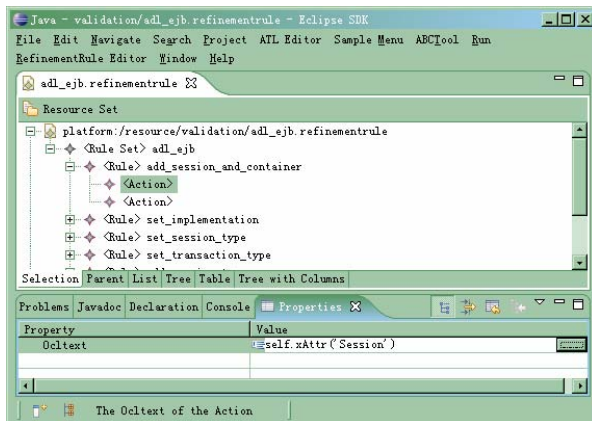 Java - validation/adl_ejb.refinementrule - Eclipse SDK
File Edit Navigate Search Project ATL Editor Sample Menu ABCTool Run
RefinementRule Editor Window Help
adl_ejb.refinementrule
Resource Set
platform:/resource/validation/adl_ejb.refinementrule
<Rule Set> adl_ejb
<Rule> add_session_and_container
<Action>
<Action>
<Rule> set_implementation
<Rule> set_session_type
<Rule> set_transaction_type
Selection Parent List Tree Table Tree with Columns
Problems Javadoc Declaration Console Properties
Property Value
Ocltext self.xAttr('Session')
The Ocltext of the Action